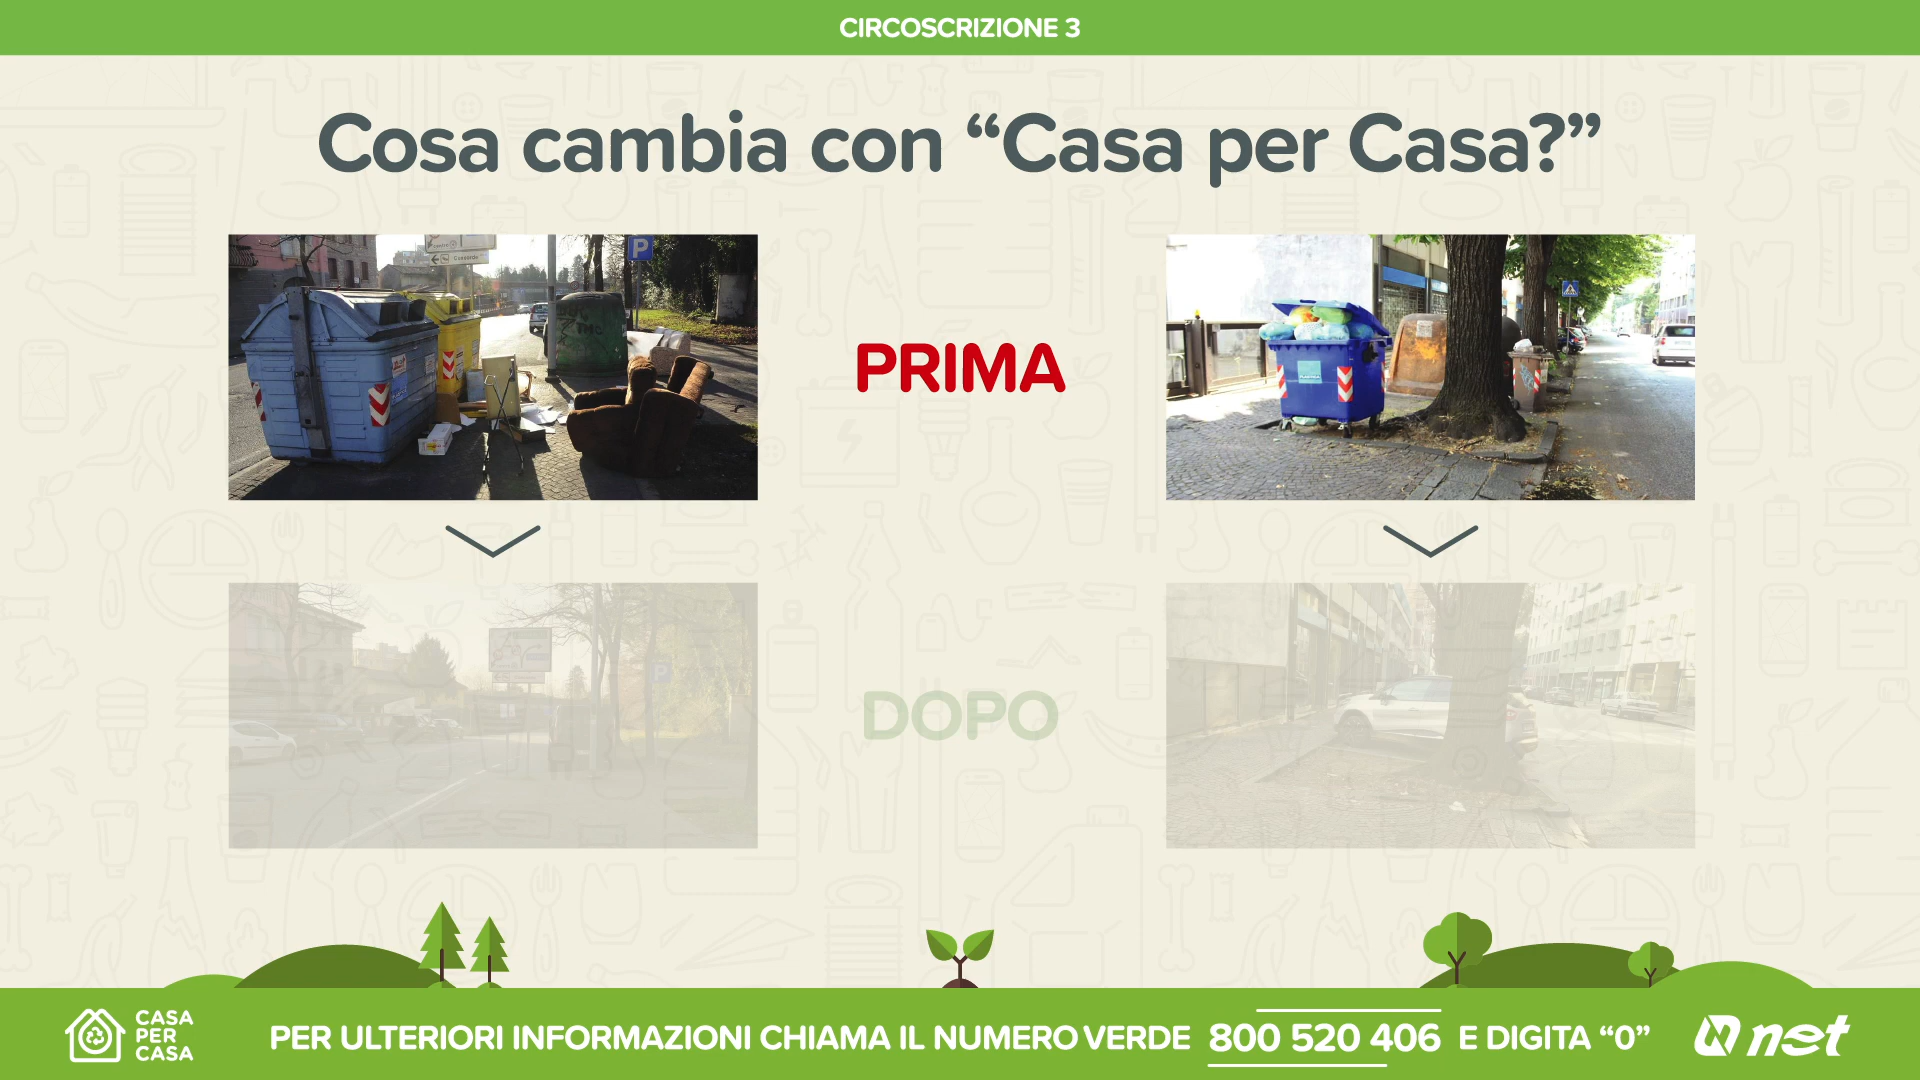 CIRCOSCRIZIONE 3
Cosa cambia con “Casa per Casa?”
P
PRIMA
DOPO
CASA
PER
CASA
PER ULTERIORI INFORMAZIONI CHIAMA IL NUMERO VERDE 800 520 406 E DIGITA “0”
net